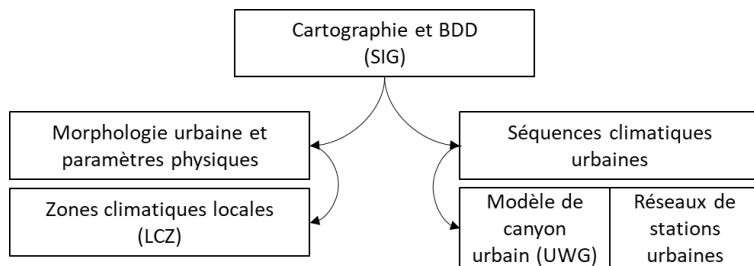 Cartographie et BDD
(SIG)
Morphologie urbaine et
paramètres physiques
Séquences climatiques
urbaines
Zones climatiques locales
(LCZ)
Modèle de
canyon
urbain (UWG)
Réseaux de
stations
urbaines